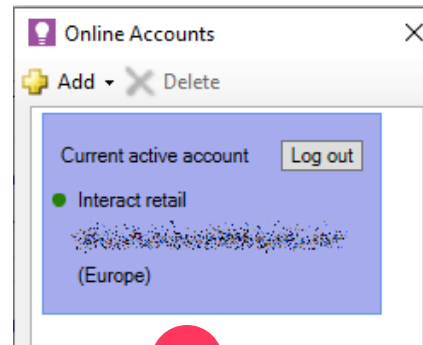 Online Accounts
Add Delete
Current active account Log out
Interact retail
(Europe)